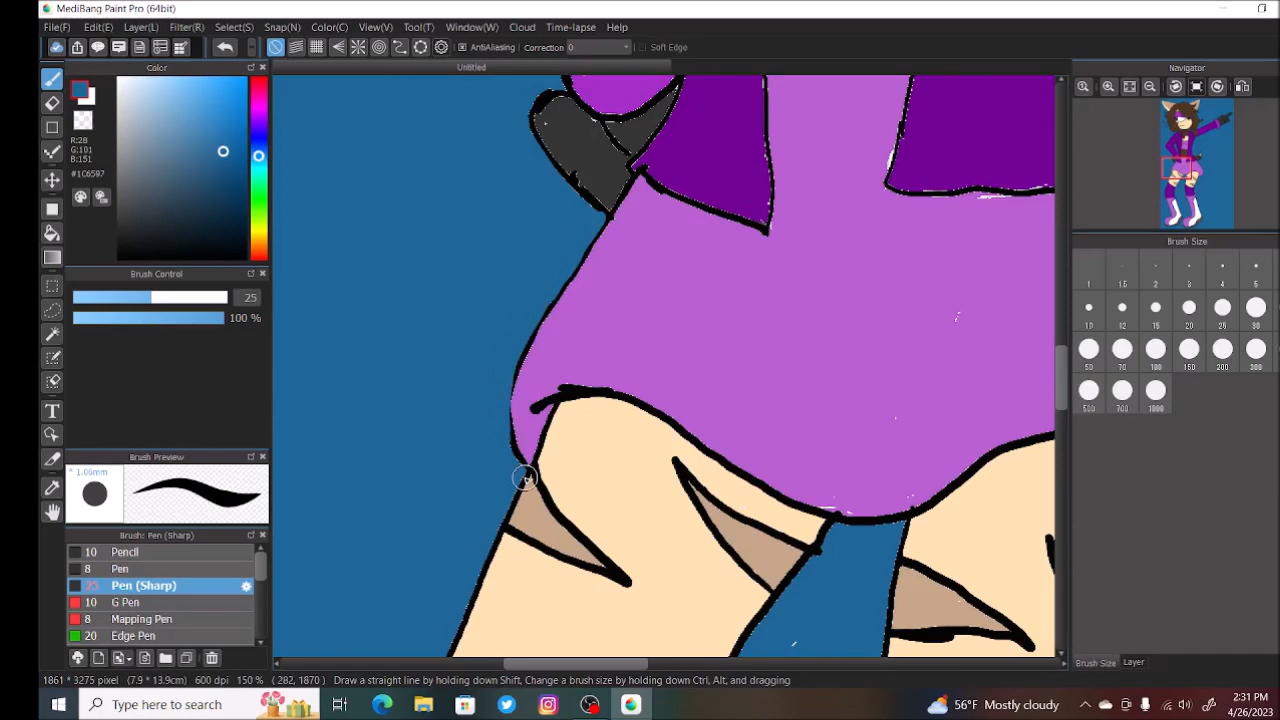 MediBang Paint Pro (64bit)
File(F) Edit(E) Layer(L) Filter(R) Select(S) Snap(N) Color(C) View(V) Tool(T) Window(W) Cloud Time-lapse Help
AntiAliasing Correction 0 Soft Edge
Color
Untitled
Navigator
R:28
G:101
B:151
#1C6597
Brush Control
25
100 %
Brush Size
1 1.5 2 3 4 5
10 12 15 20 25 30
50 70 100 150 200 300
500 700 1000
Brush Preview
1.06mm
Brush: Pen (Sharp)
10 Pencil
8 Pen
25 Pen (Sharp)
10 G Pen
8 Mapping Pen
20 Edge Pen
Brush Size Layer
1861 * 3275 pixel (7.9 * 13.9cm) 600 dpi 150 % ( 282, 1870 ) Draw a straight line by holding down Shift, Change a brush size by holding down Ctrl, Alt, and dragging
Type here to search
56°F Mostly cloudy
2:31 PM
4/26/2023